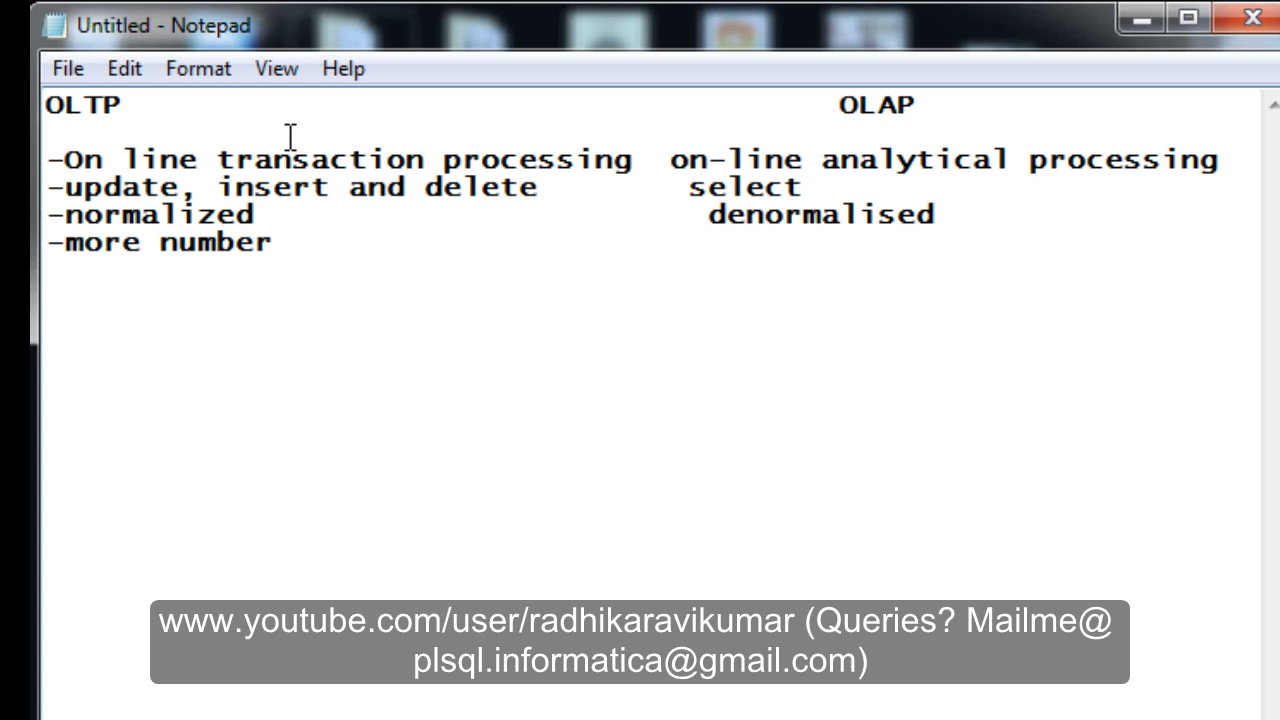 Untitled - Notepad
File Edit Format View Help
OLTP OLAP
-On line transaction processing on-line analytical processing
-update, insert and delete select
-normalized denormalised
-more number
www.youtube.com/user/radhikaravikumar (Queries? Mailme@
plsql.informatica@gmail.com)